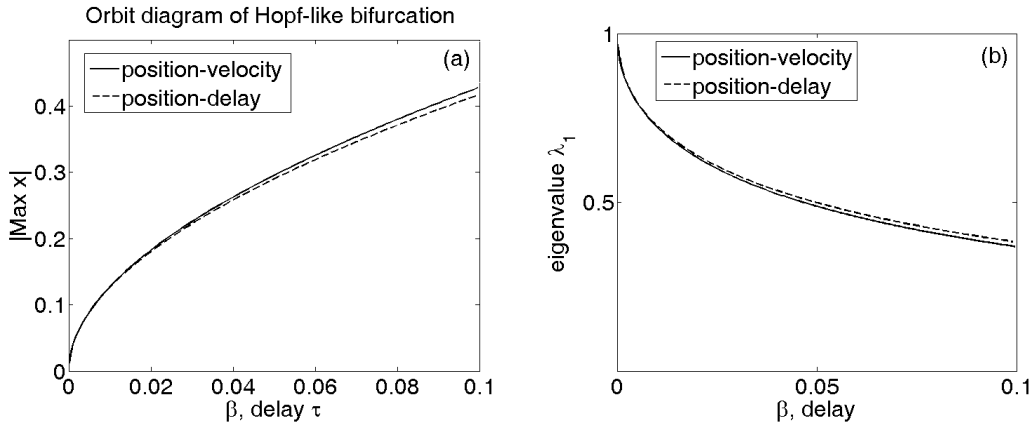 Orbit diagram of Hopf-like bifurcation
(a)
position-velocity
position-delay
|Max x|
0.4
0.3
0.2
0.1
0
0 0.02 0.04 0.06 0.08 0.1
β, delay τ
(b)
position-velocity
position-delay
eigenvalue λ1
1
0.5
0 0.05 0.1
β, delay